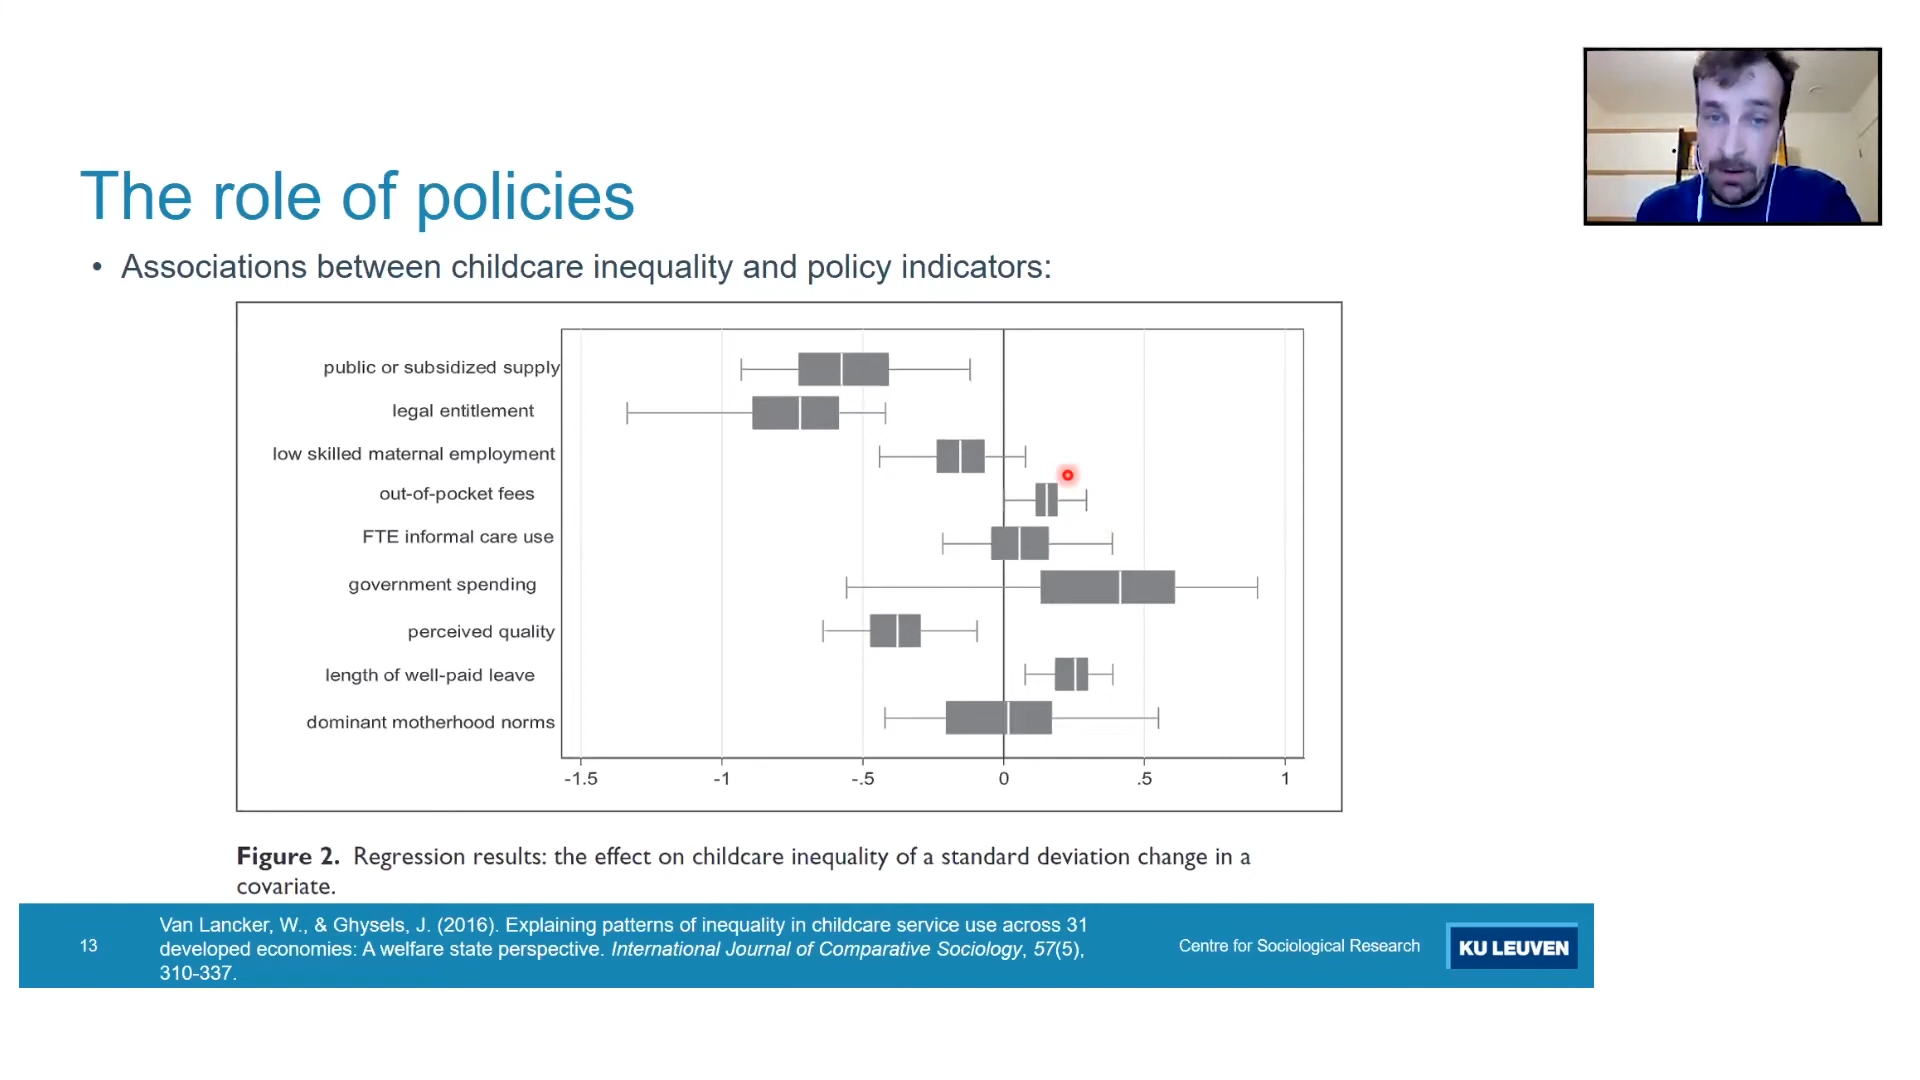 The role of policies
• Associations between childcare inequality and policy indicators:
public or subsidized supply
legal entitlement
low skilled maternal employment
out-of-pocket fees
FTE informal care use
government spending
perceived quality
length of well-paid leave
dominant motherhood norms
-1.5 -1 -.5 0 .5 1
Figure 2. Regression results: the effect on childcare inequality of a standard deviation change in a
covariate.
13
Van Lancker, W., & Ghysels, J. (2016). Explaining patterns of inequality in childcare service use across 31
developed economies: A welfare state perspective. International Journal of Comparative Sociology, 57(5),
310-337.
Centre for Sociological Research
KU LEUVEN